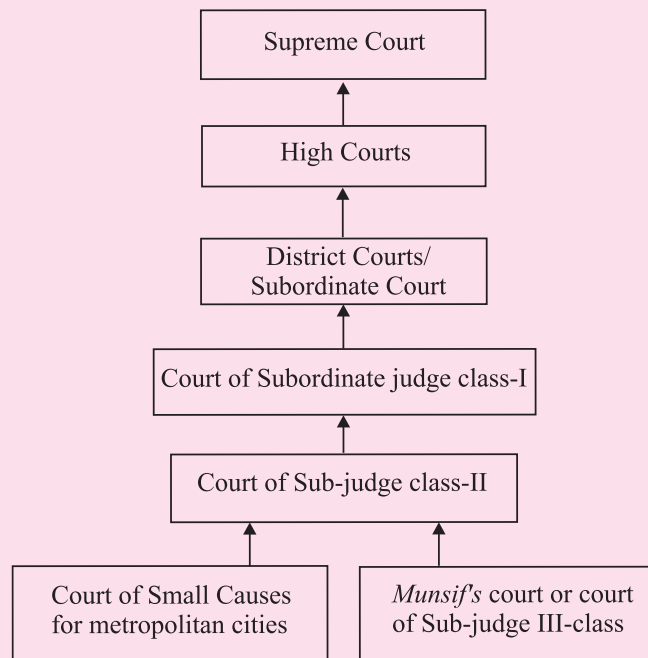 Supreme Court
High Courts
District Courts/
Subordinate Court
Court of Subordinate judge class-I
Court of Sub-judge class-II
Court of Small Causes
for metropolitan cities
Munsif's court or court
of Sub-judge III-class